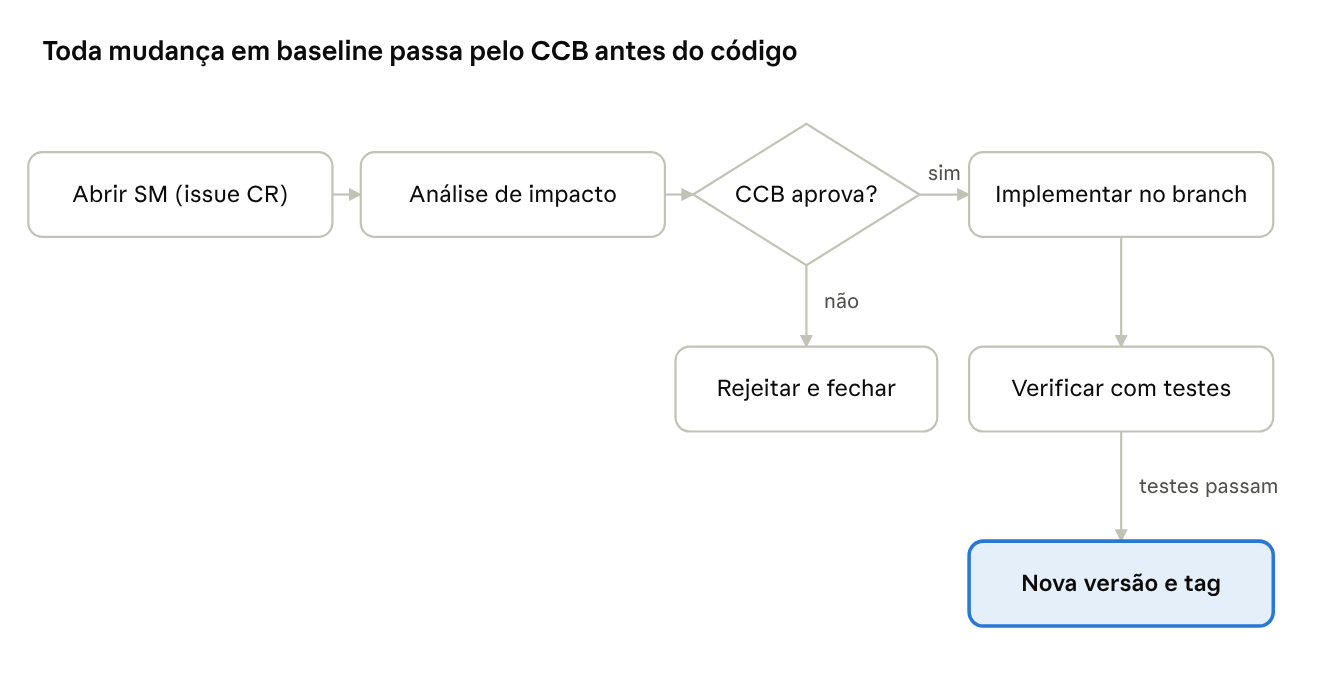 Toda mudança em baseline passa pelo CCB antes do código
Abrir SM (issue CR)
Análise de impacto
CCB aprova?
sim
Implementar no branch
não
Rejeitar e fechar
Verificar com testes
testes passam
Nova versão e tag